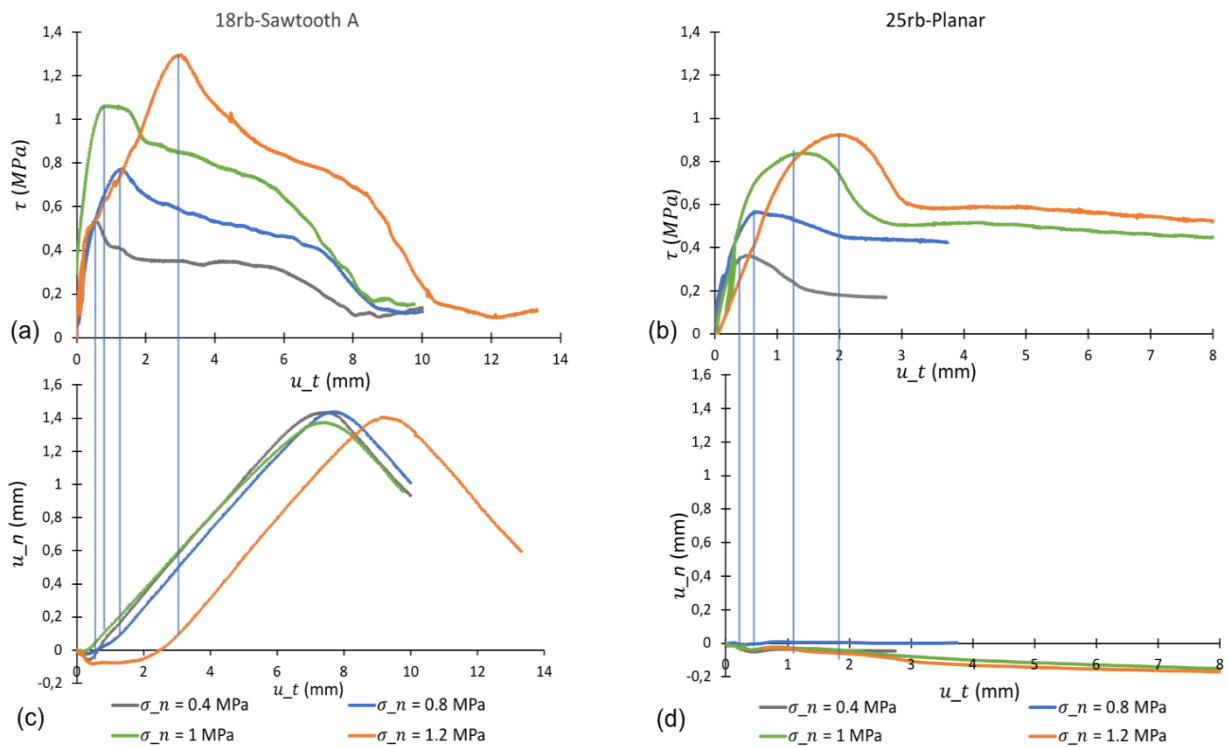 18rb-Sawtooth A
1,4
1,2
1
0,8
0,6
0,4
0,2
0
τ (MPa)
0 2 4 6 8 10 12 14
u_t (mm)
(a)
25rb-Planar
1,4
1,2
1
0,8
0,6
0,4
0,2
0
τ (MPa)
0 1 2 3 4 5 6 7 8
u_t (mm)
(b)
1,6
1,4
1,2
1
0,8
0,6
0,4
0,2
0
-0,2
u_n (mm)
0 2 4 6 8 10 12 14
u_t (mm)
(c)
σ_n = 0.4 MPa σ_n = 0.8 MPa
σ_n = 1 MPa σ_n = 1.2 MPa
1,6
1,4
1,2
1
0,8
0,6
0,4
0,2
0
-0,2
u_n (mm)
0 1 2 3 4 5 6 7 8
u_t (mm)
(d)
σ_n = 0.4 MPa σ_n = 0.8 MPa
σ_n = 1 MPa σ_n = 1.2 MPa